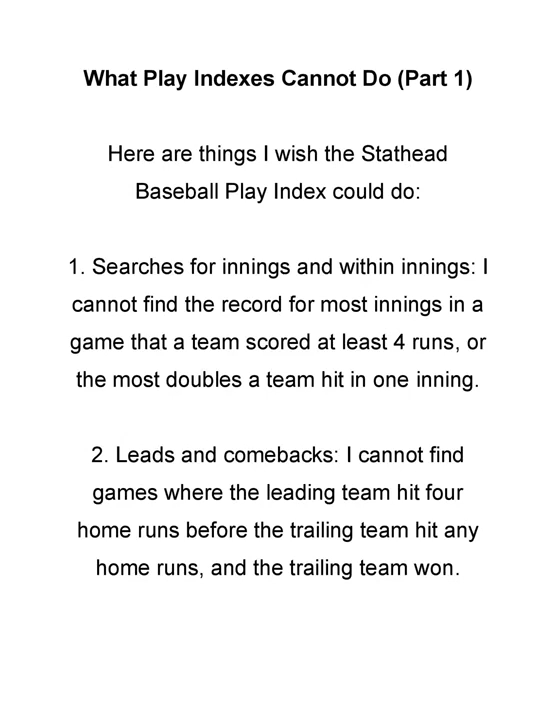 What Play Indexes Cannot Do (Part 1)
Here are things I wish the Stathead
Baseball Play Index could do:
1. Searches for innings and within innings: I
cannot find the record for most innings in a
game that a team scored at least 4 runs, or
the most doubles a team hit in one inning.
2. Leads and comebacks: I cannot find
games where the leading team hit four
home runs before the trailing team hit any
home runs, and the trailing team won.